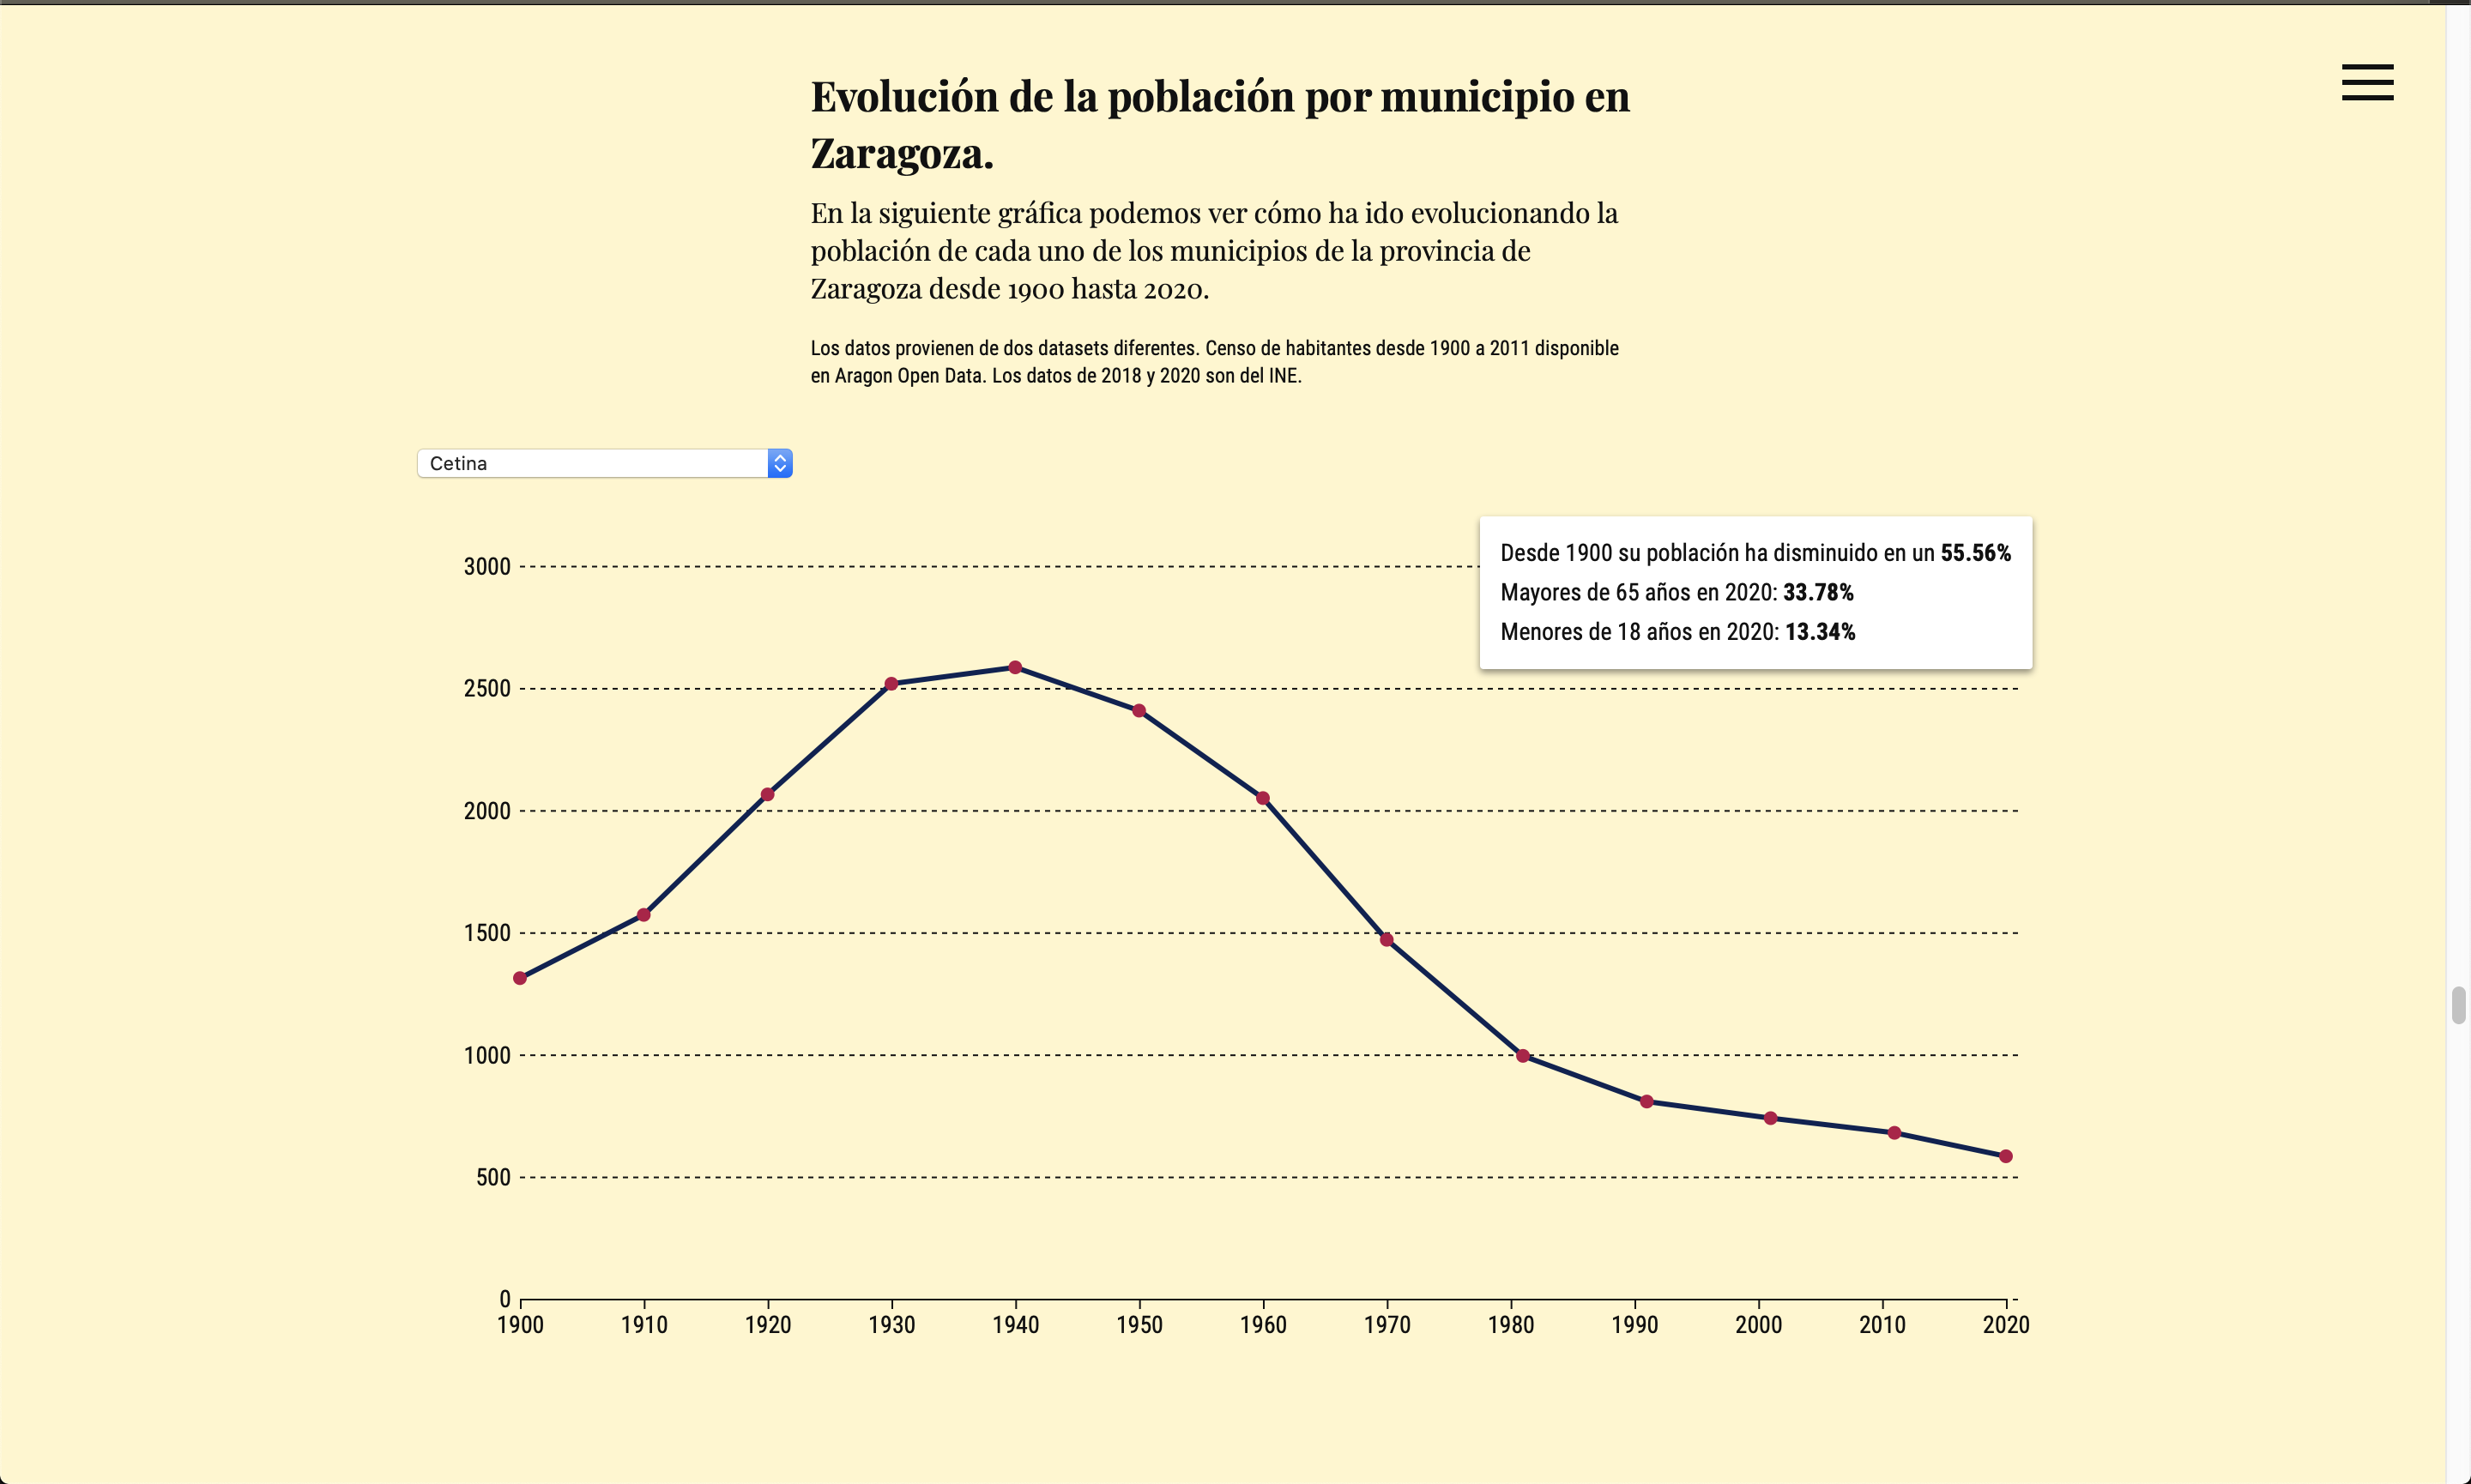 Evolución de la población por municipio en
Zaragoza.
En la siguiente gráfica podemos ver cómo ha ido evolucionando la
población de cada uno de los municipios de la provincia de
Zaragoza desde 1900 hasta 2020.
Los datos provienen de dos datasets diferentes. Censo de habitantes desde 1900 a 2011 disponible
en Aragon Open Data. Los datos de 2018 y 2020 son del INE.
Cetina
Desde 1900 su población ha disminuido en un 55.56%
Mayores de 65 años en 2020: 33.78%
Menores de 18 años en 2020: 13.34%
3000
2500
2000
1500
1000
500
0
1900 1910 1920 1930 1940 1950 1960 1970 1980 1990 2000 2010 2020